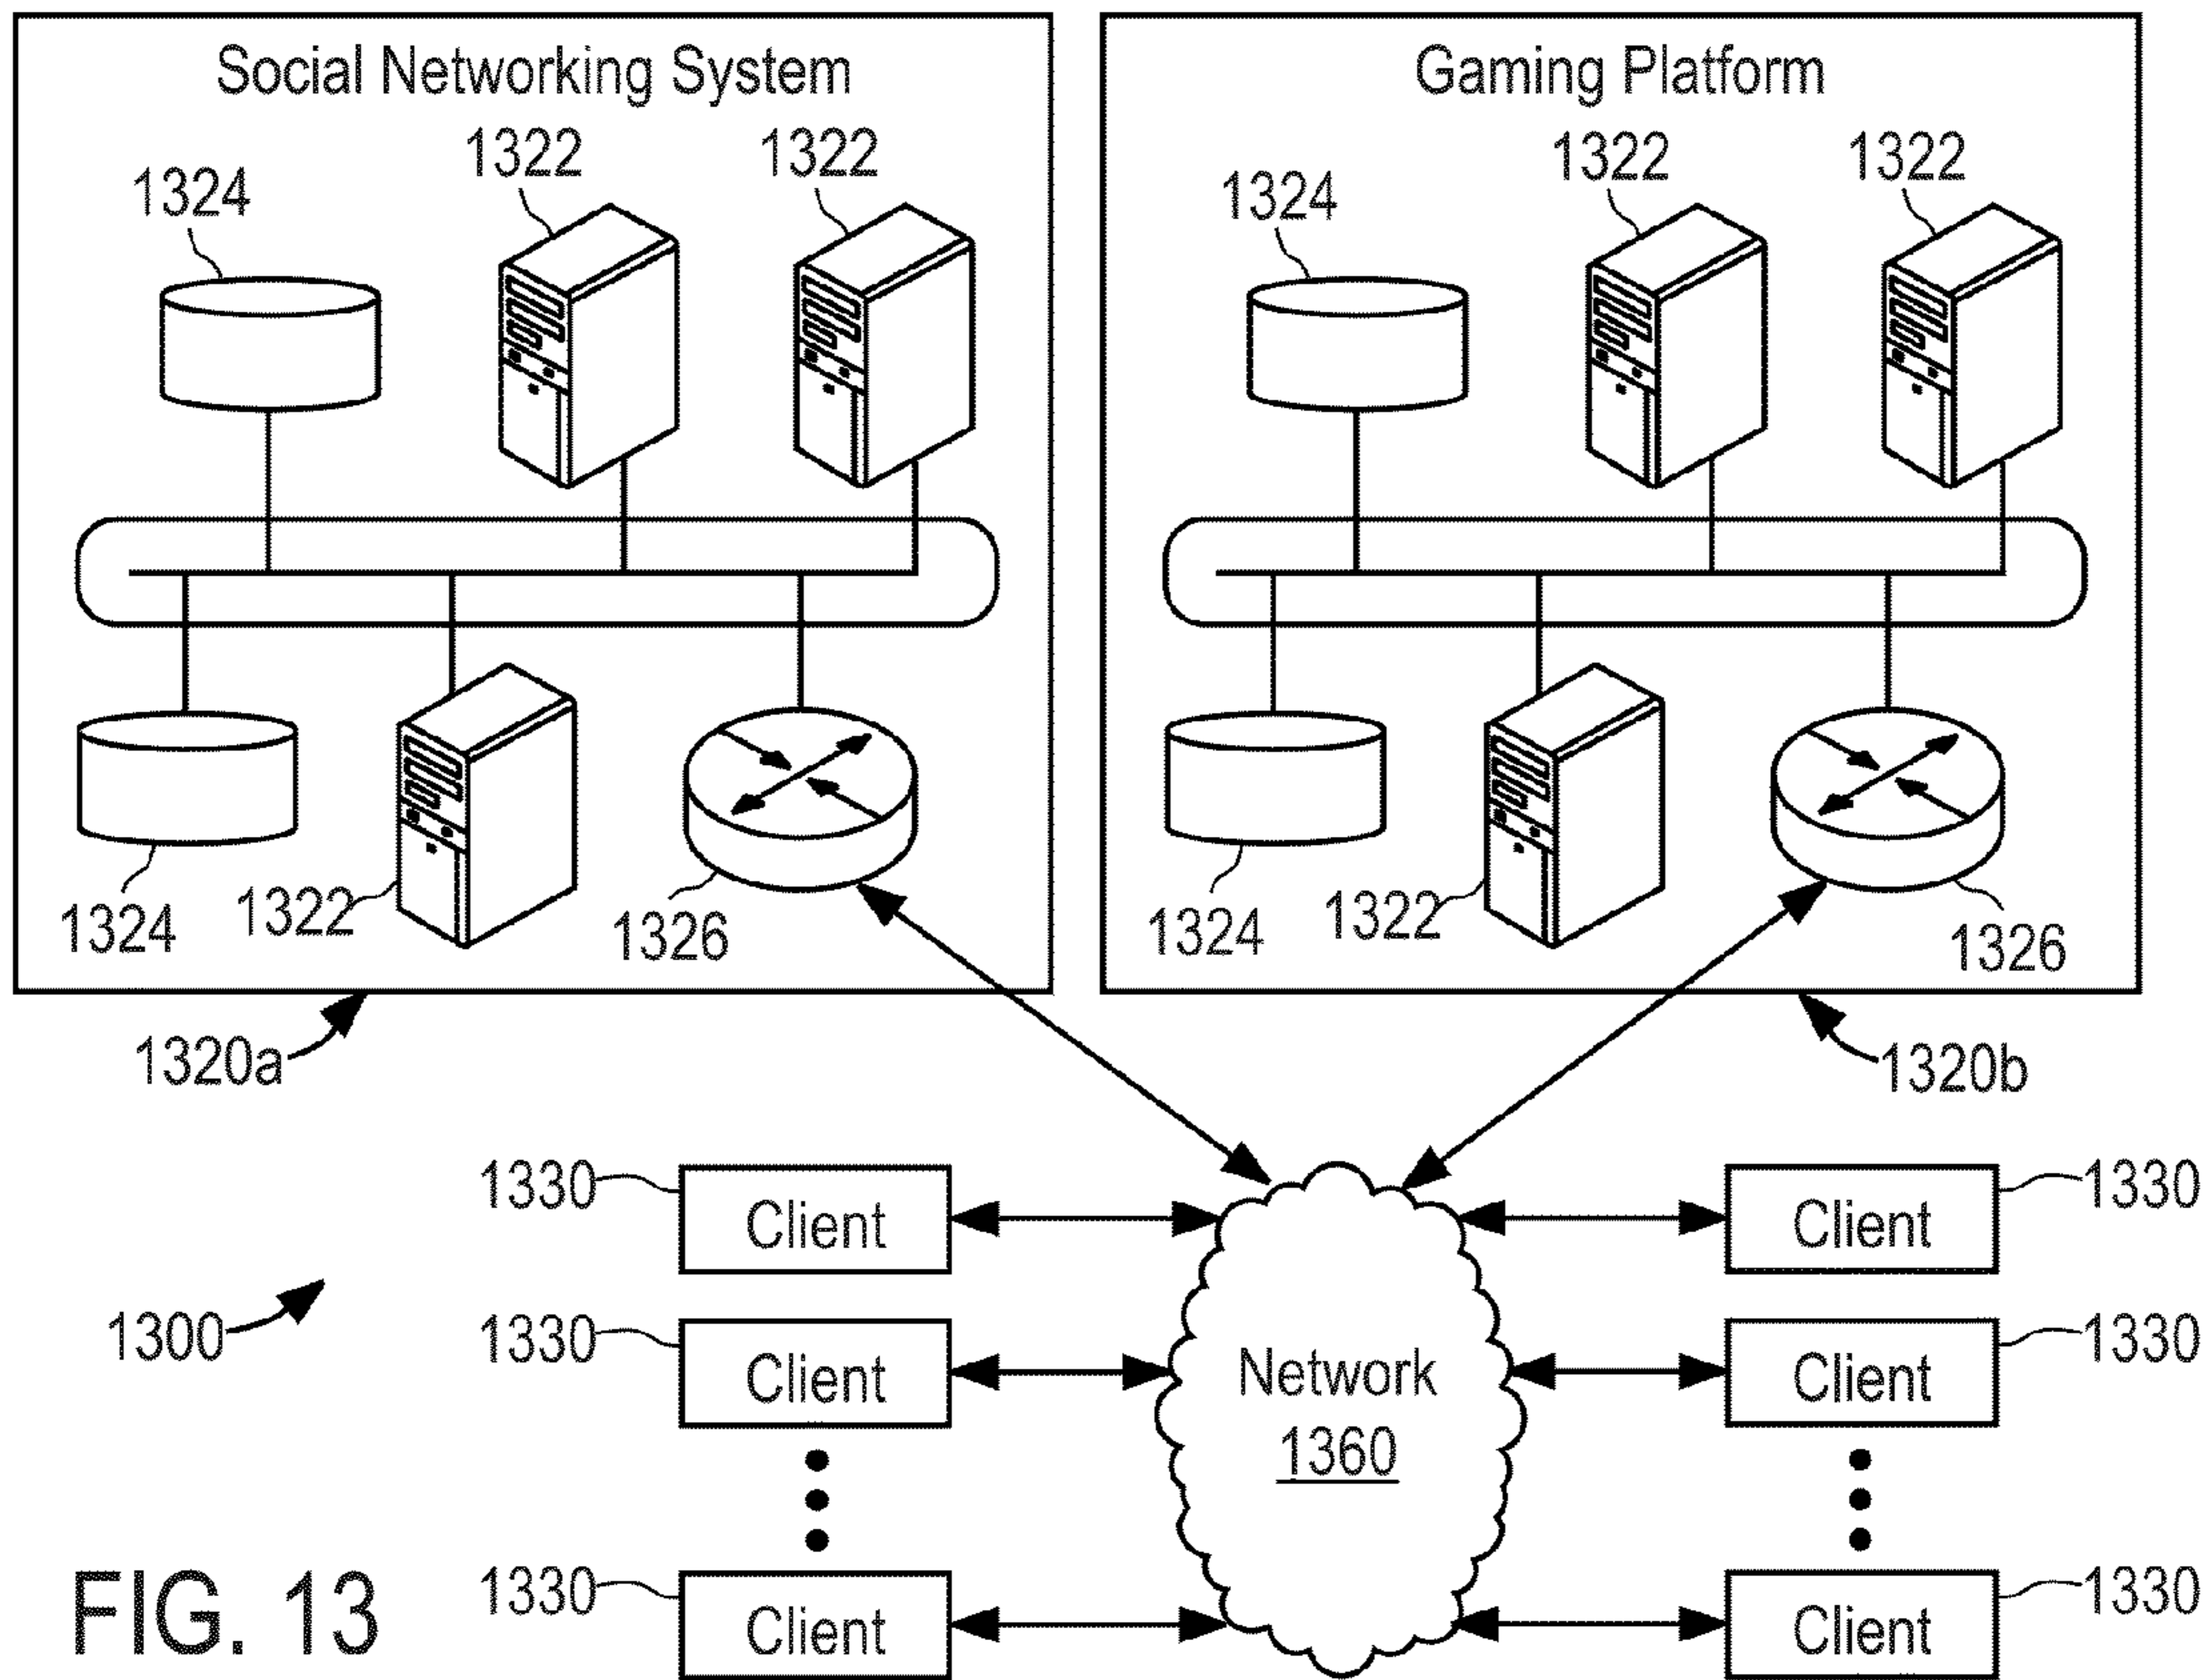 Social Networking System
Gaming Platform
1322 1322
1324
1322 1322
1324
1324
1322
1326
1324
1322
1326
1320a
1320b
1330
Client
Client
1330
1300
1330
Client
Network
1360
Client
1330
FIG. 13
1330
Client
Client
1330